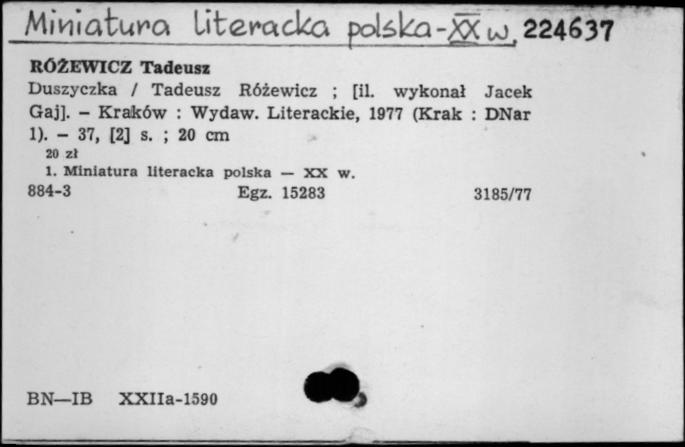 Miniatura literacka polska - XX w. 224637
RÓŻEWICZ Tadeusz
Duszyczka / Tadeusz Różewicz ; [il. wykonał Jacek
Gaj]. — Kraków : Wydaw. Literackie, 1977 (Krak : DNar
1). — 37, [2] s. ; 20 cm
20 zł
1. Miniatura literacka polska — XX w.
884-3 Egz. 15283 3185/77
BN—IB XXIIa-1590